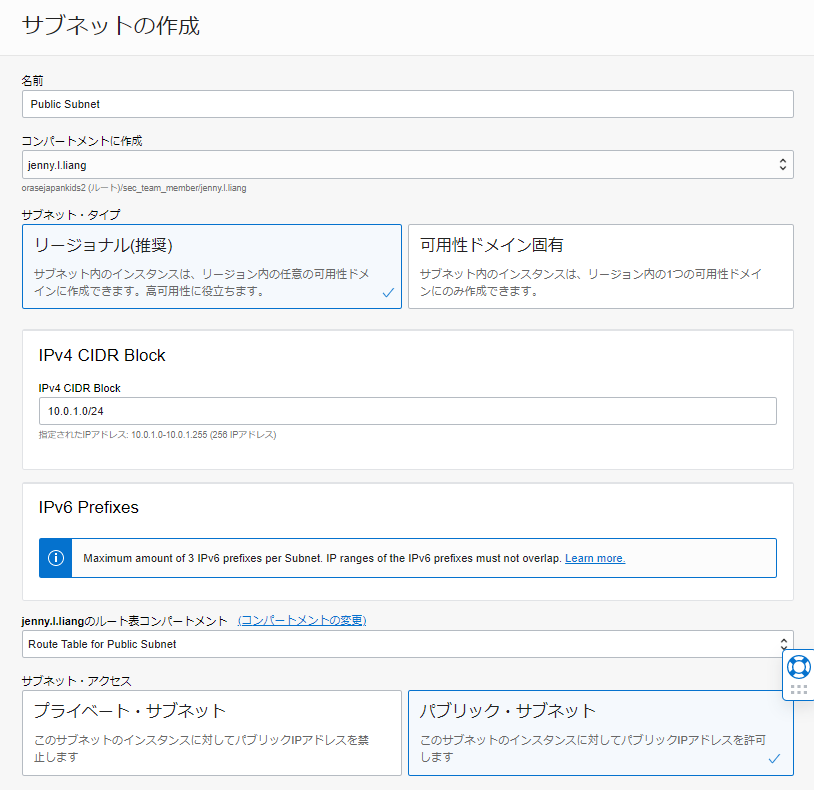 サブネットの作成
名前
Public Subnet
コンパートメントに作成
jenny.l.liang
orasejapankids2 (ルート)/sec_team_member/jenny.l.liang
サブネット・タイプ
リージョナル(推奨)
サブネット内のインスタンスは、リージョン内の任意の可用性ドメ
インに作成できます。高可用性に役立ちます。
可用性ドメイン固有
サブネット内のインスタンスは、リージョン内の1つの可用性ドメイ
ンにのみ作成できます。
IPv4 CIDR Block
IPv4 CIDR Block
10.0.1.0/24
指定されたIPアドレス: 10.0.1.0-10.0.1.255 (256 IPアドレス)
IPv6 Prefixes
Maximum amount of 3 IPv6 prefixes per Subnet. IP ranges of the IPv6 prefixes must not overlap. Learn more.
jenny.l.liangのルート表コンパートメント (コンパートメントの変更)
Route Table for Public Subnet
サブネット・アクセス
プライベート・サブネット
このサブネットのインスタンスに対してパブリックIPアドレスを禁
止します
パブリック・サブネット
このサブネットのインスタンスに対してパブリックIPアドレスを許可
します